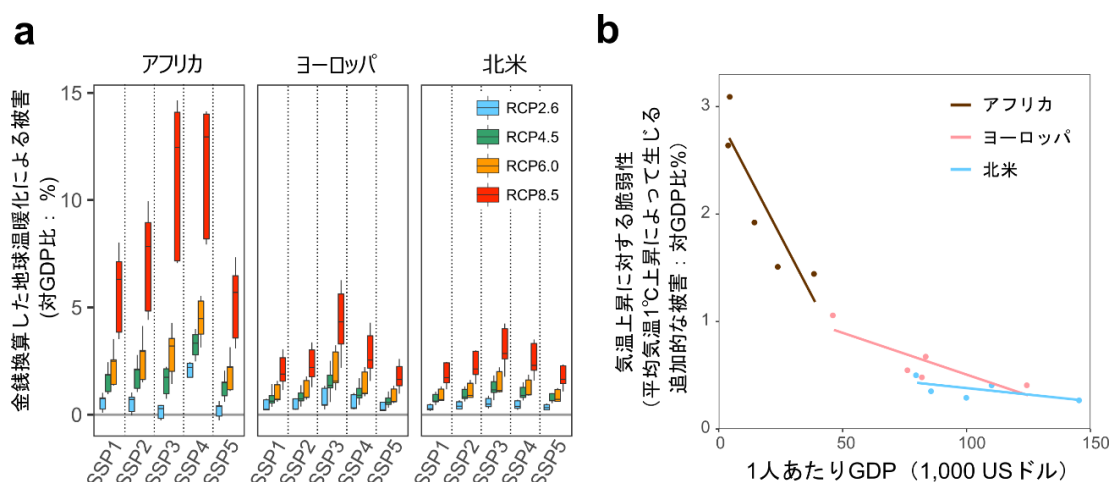 a
アフリカ
ヨーロッパ
北米
金銭換算した地球温暖化による被害
(対GDP比： %)
15
10
5
0
RCP2.6
RCP4.5
RCP6.0
RCP8.5
SSP1
SSP2
SSP3
SSP4
SSP5
SSP1
SSP2
SSP3
SSP4
SSP5
SSP1
SSP2
SSP3
SSP4
SSP5
b
気温上昇に対する脆弱性
(平均気温1℃上昇によって生じる
追加的な被害：対GDP比%)
3
2
1
0
アフリカ
ヨーロッパ
北米
0
50
100
150
1人あたりGDP（1,000 USドル）